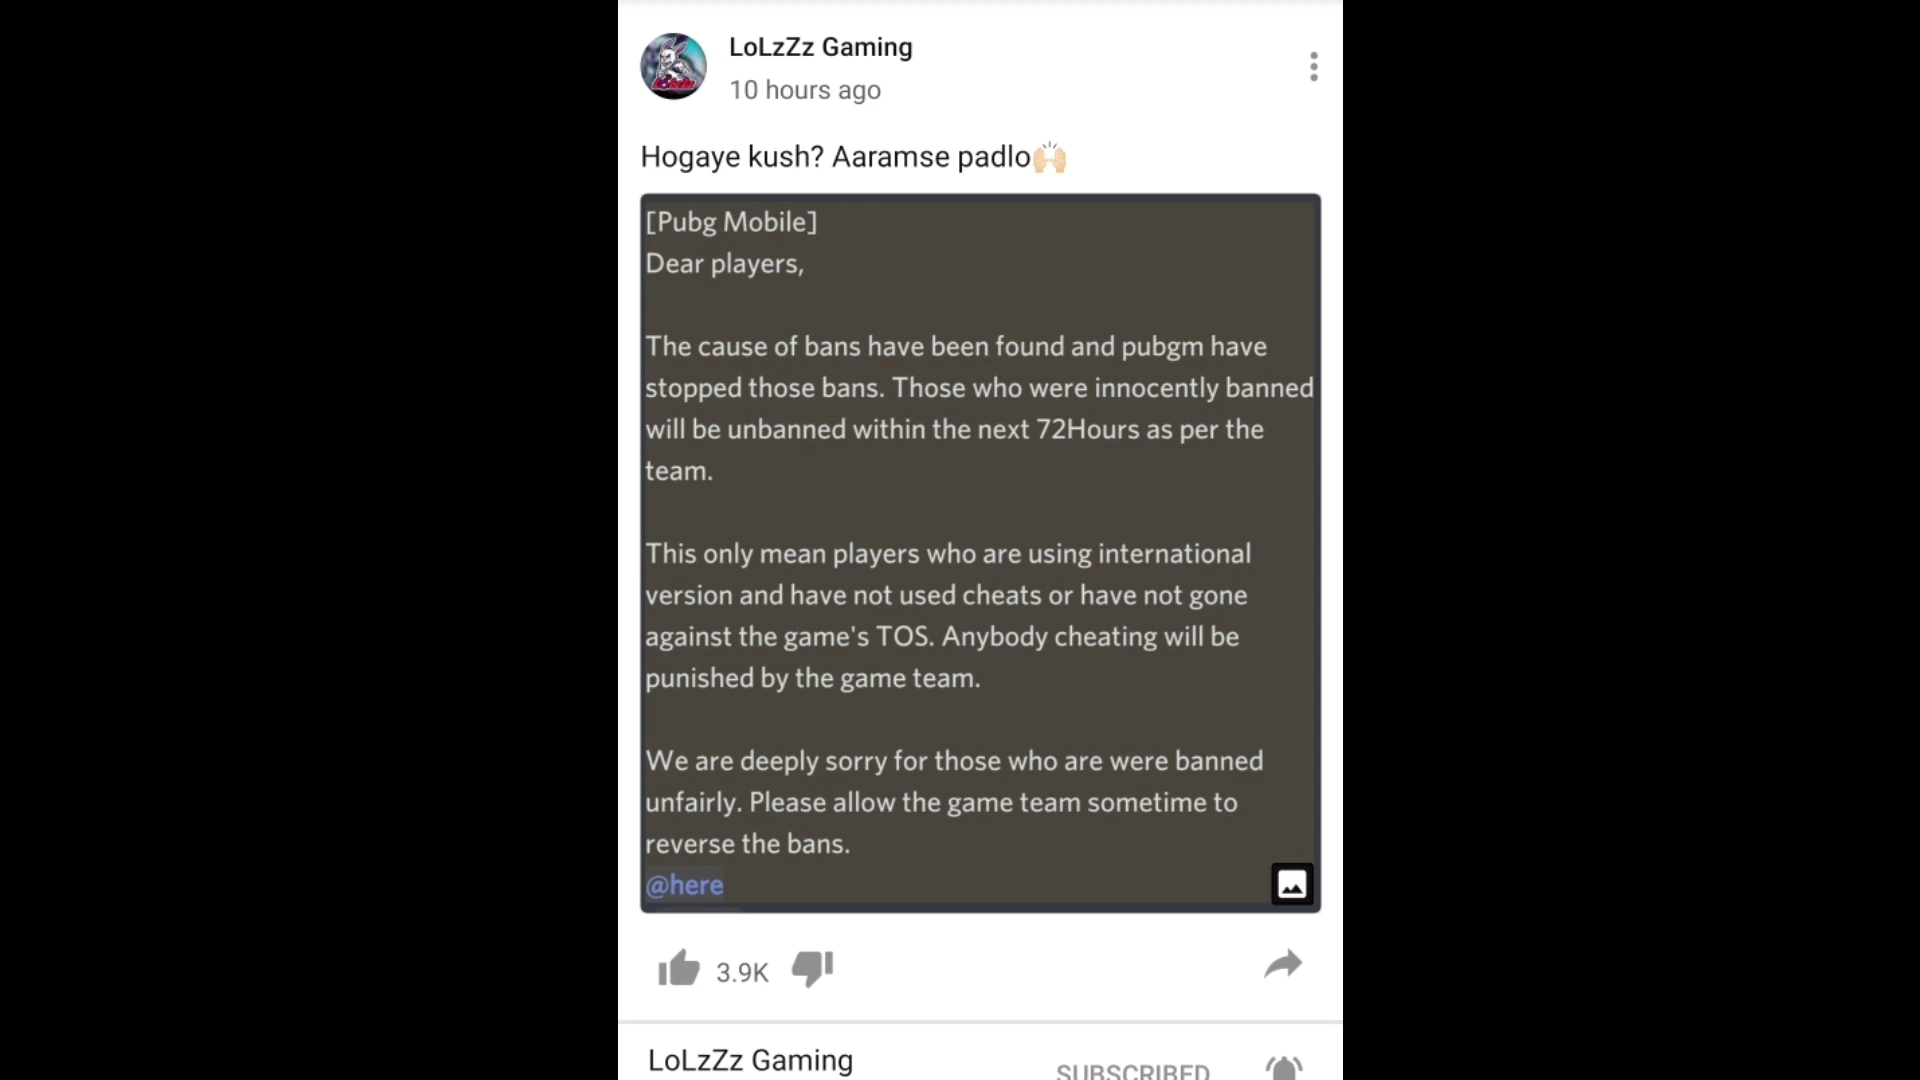 LoLzZz Gaming
10 hours ago
Hogaye kush? Aaramse padlo🙌🏻
[Pubg Mobile]
Dear players,
The cause of bans have been found and pubgm have
stopped those bans. Those who were innocently banned
will be unbanned within the next 72Hours as per the
team.
This only mean players who are using international
version and have not used cheats or have not gone
against the game's TOS. Anybody cheating will be
punished by the game team.
We are deeply sorry for those who are were banned
unfairly. Please allow the game team sometime to
reverse the bans.
@here
3.9K
LoLzZz Gaming
SUBSCRIBED